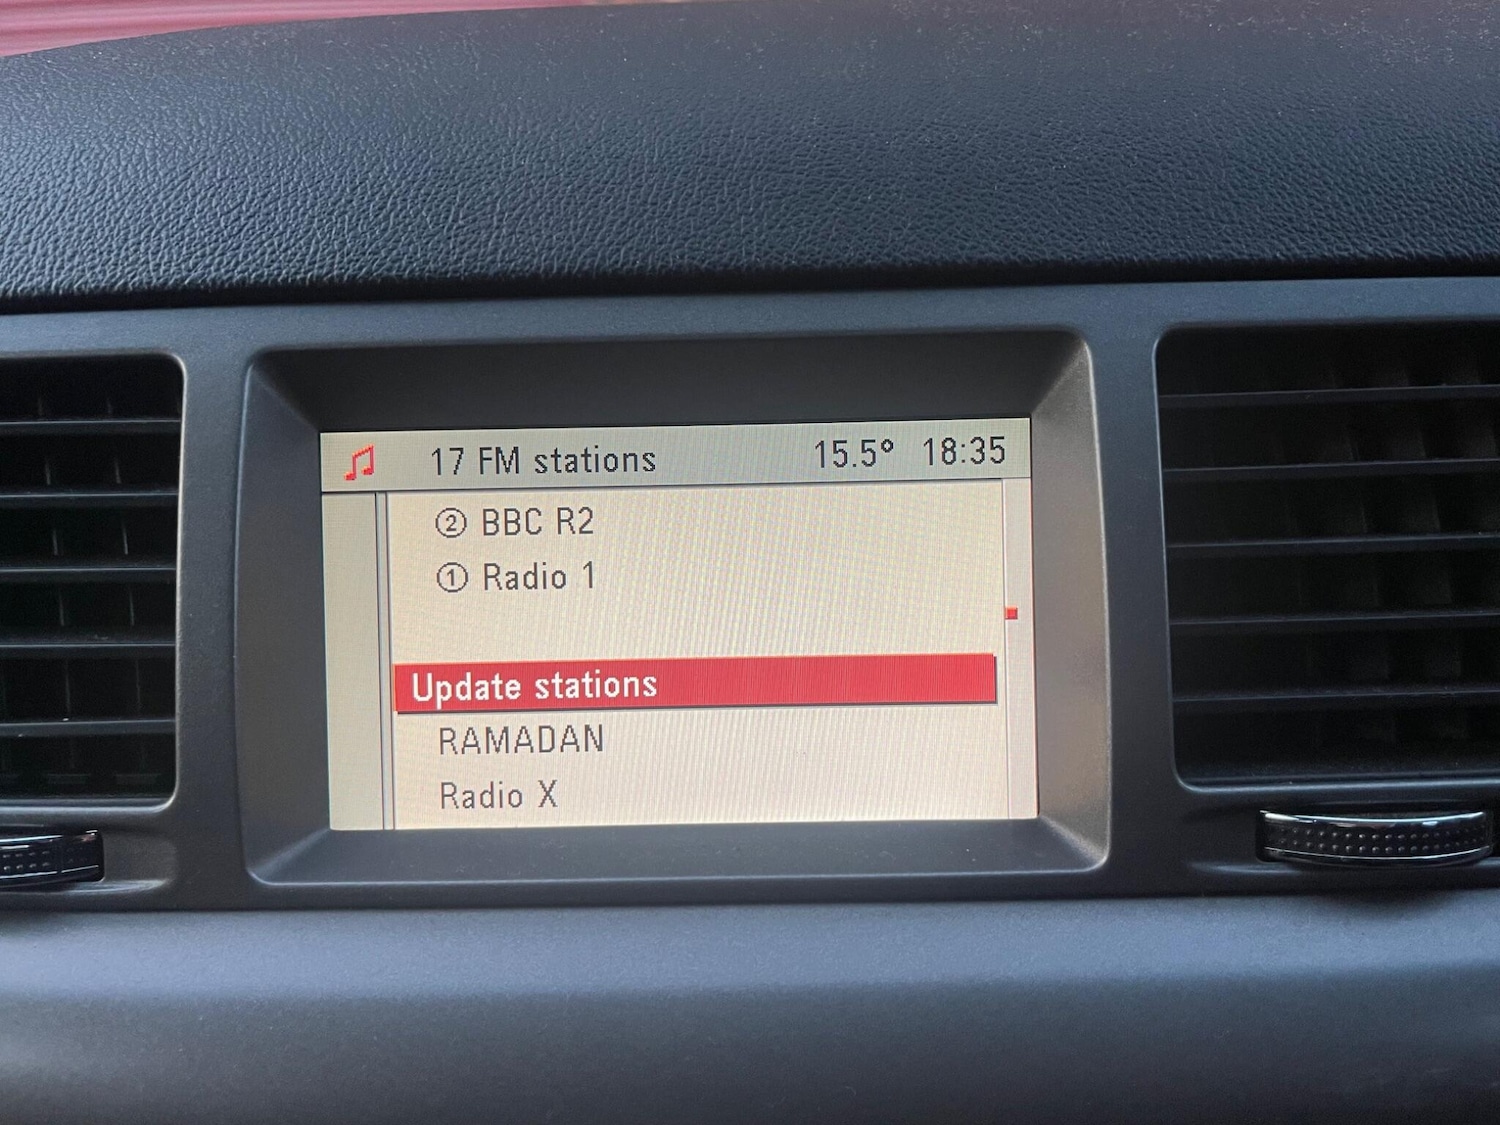 17 FM stations 15.5° 18:35
② BBC R2
① Radio 1
Update stations
RAMADAN
Radio X